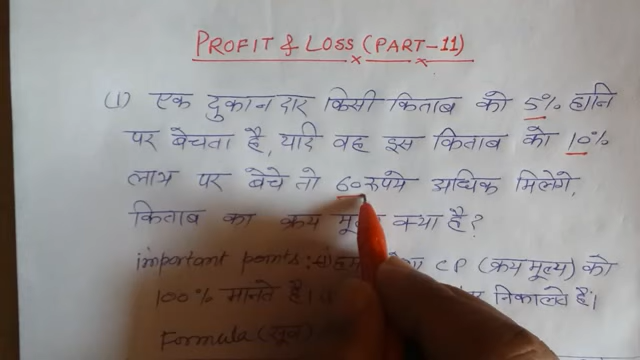 PROFIT & LOSS (PART-11)
(1) एक दुकानदार किसी किताब को 5% हानि
पर बेचता है, यदि वह इस किताब को 10%
लाभ पर बेचे तो 60 रुपये अधिक मिलेगे,
किताब का क्रय क्या है?
important points: CP (क्रय मूल्य) को
100% मानते है। निकालते हैं।
Formula (सूत्र)